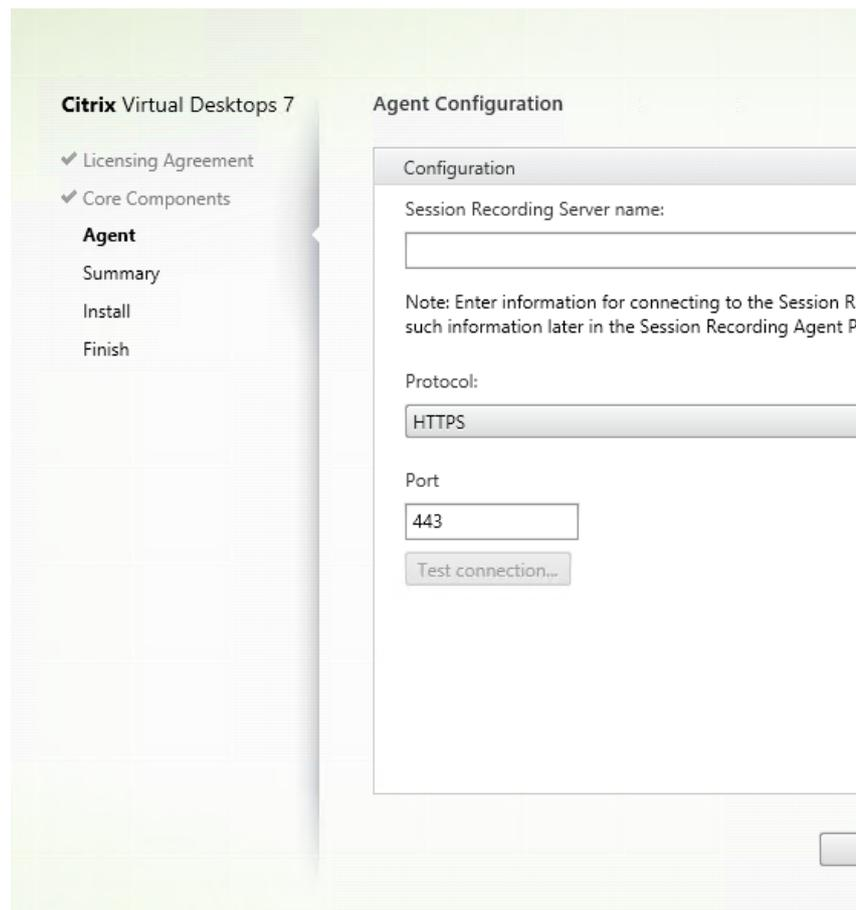 Citrix Virtual Desktops 7
Licensing Agreement
Core Components
Agent
Summary
Install
Finish
Agent Configuration
Configuration
Session Recording Server name:
Note: Enter information for connecting to the Session R
such information later in the Session Recording Agent P
Protocol:
HTTPS
Port
443
Test connection...